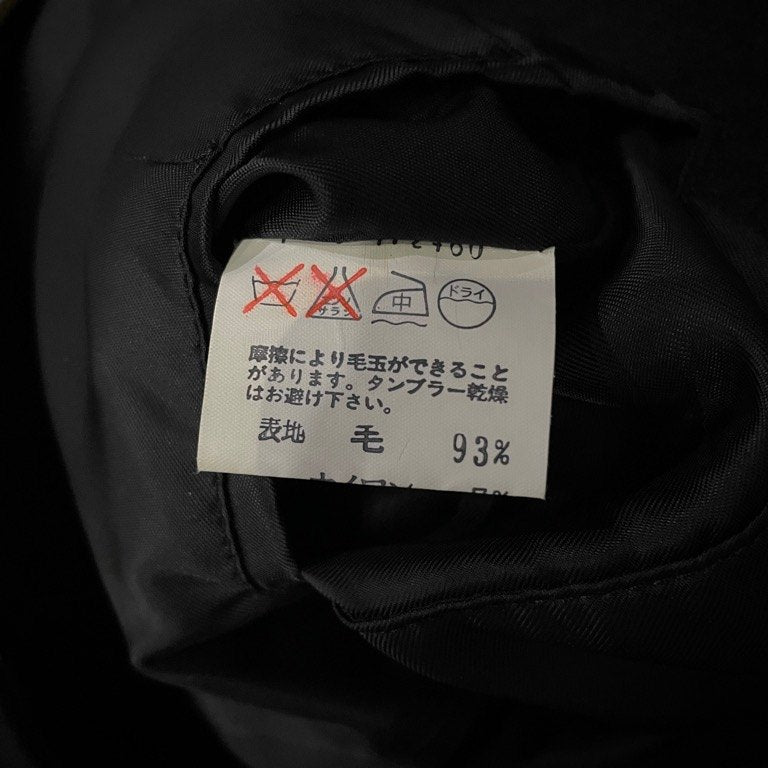 サラシ
中
ドライ
摩擦により毛玉ができること
があります。タンブラー乾燥
はお避け下さい。
表地 毛 93%